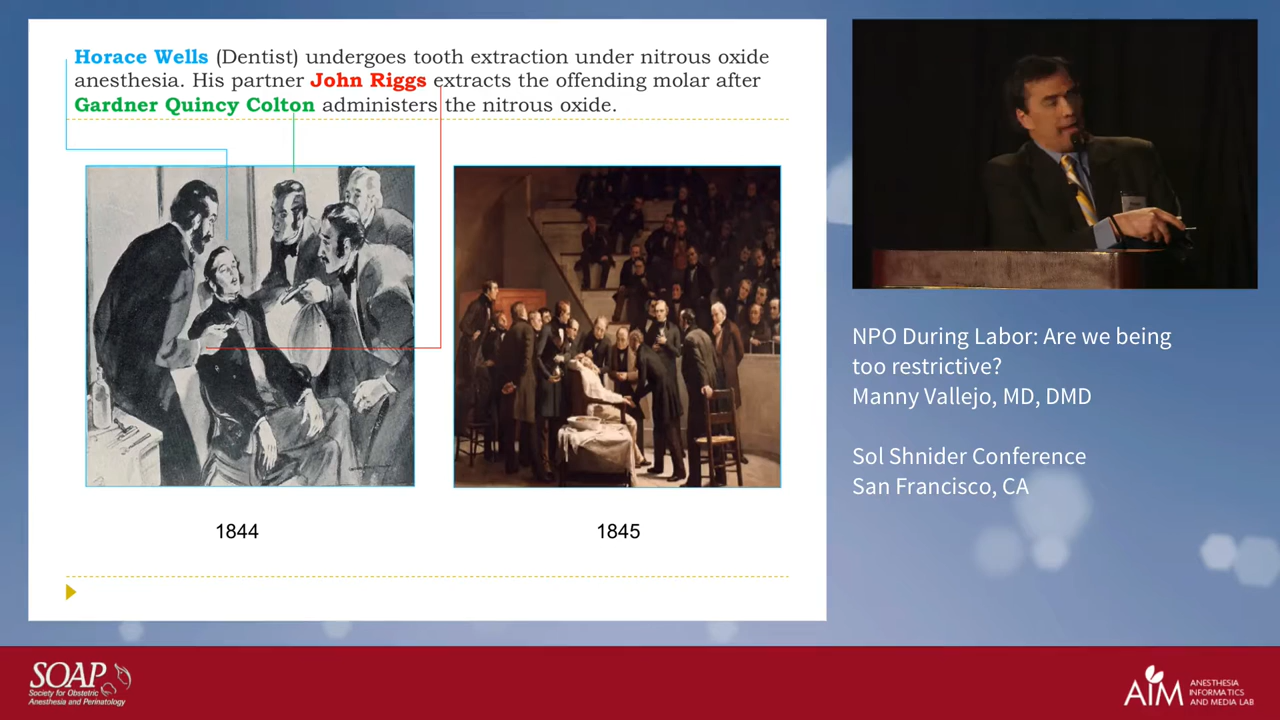 Horace Wells (Dentist) undergoes tooth extraction under nitrous oxide
anesthesia. His partner John Riggs extracts the offending molar after
Gardner Quincy Colton administers the nitrous oxide.
1844
1845
NPO During Labor: Are we being
too restrictive?
Manny Vallejo, MD, DMD
Sol Shnider Conference
San Francisco, CA
SOAP
Society for Obstetric
Anesthesia and Perinatology
AIM
ANESTHESIA
INFORMATICS
AND MEDIA LAB